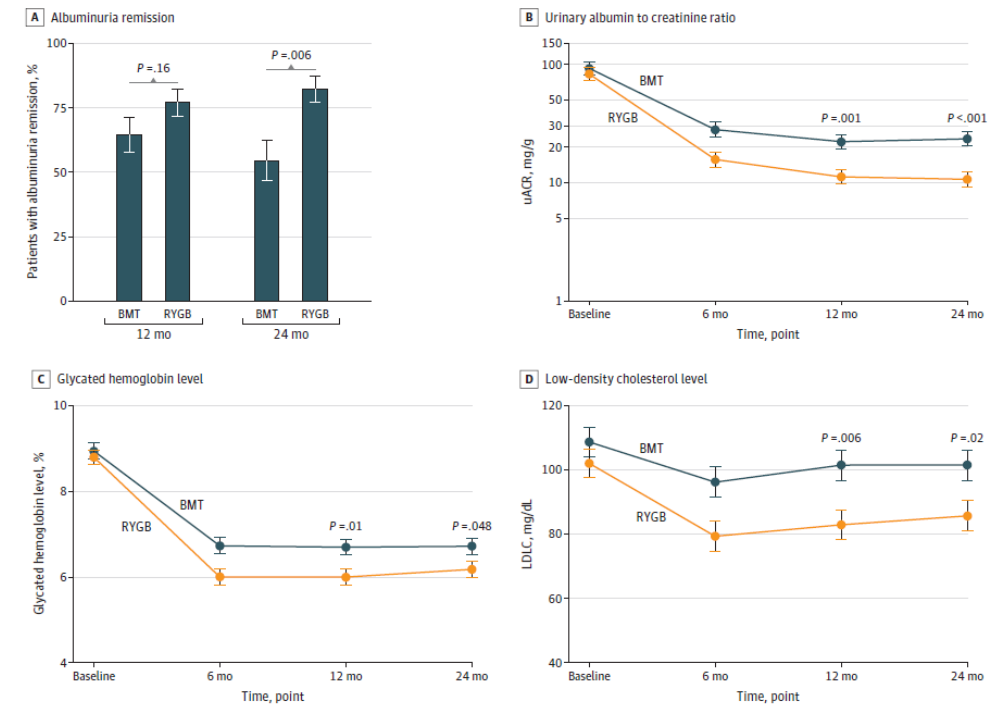 A Albuminuria remission
Patients with albuminuria remission, %
100
75
50
25
0
P =.16
P =.006
BMT RYGB BMT RYGB
12 mo 24 mo
B Urinary albumin to creatinine ratio
uACR, mg/g
150
100
50
30
20
10
5
1
BMT
RYGB
P =.001
P <.001
Baseline 6 mo 12 mo 24 mo
Time, point
C Glycated hemoglobin level
Glycated hemoglobin level, %
10
8
6
4
BMT
RYGB
P =.01
P =.048
Baseline 6 mo 12 mo 24 mo
Time, point
D Low-density cholesterol level
LDLC, mg/dL
120
100
80
60
40
BMT
RYGB
P =.006
P =.02
Baseline 6 mo 12 mo 24 mo
Time, point